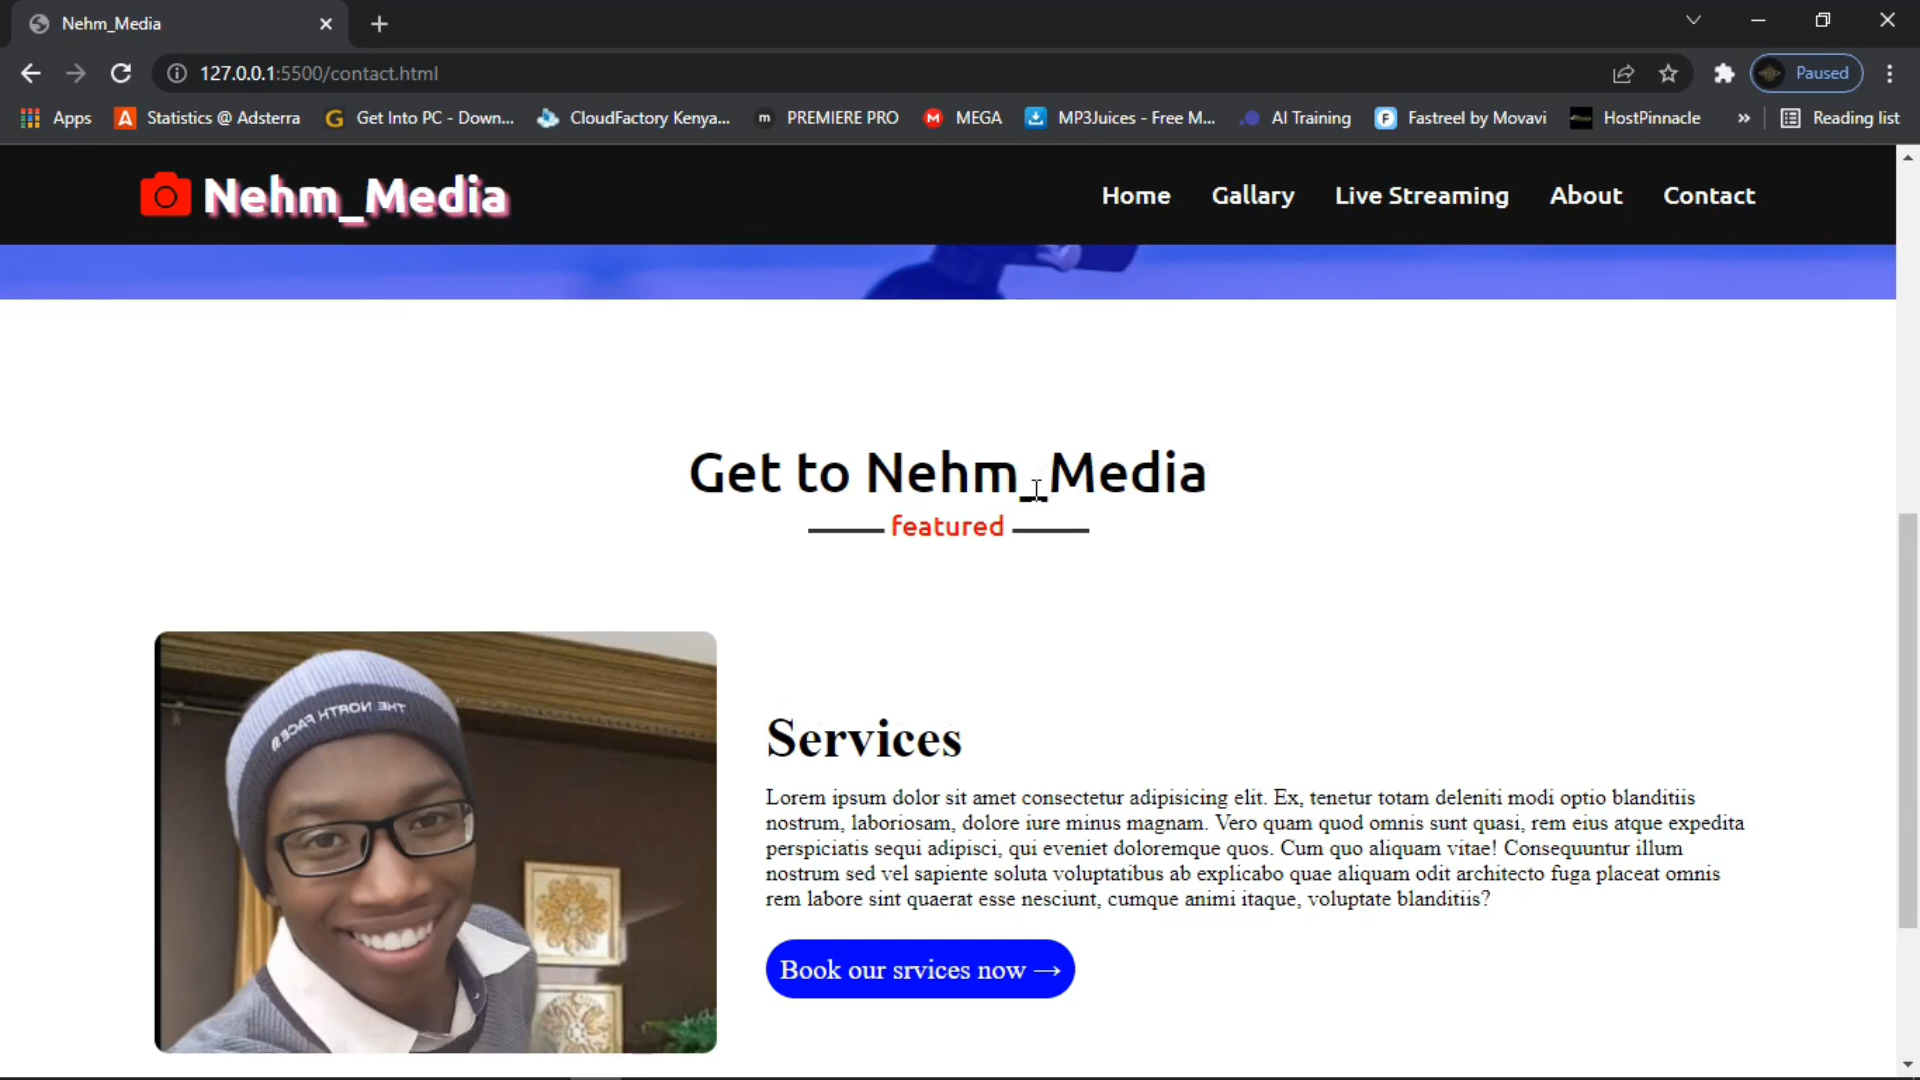 Nehm_Media
127.0.0.1:5500/contact.html
Paused
Apps
Statistics @ Adsterra
Get Into PC - Down...
CloudFactory Kenya...
PREMIERE PRO
MEGA
MP3Juices - Free M...
AI Training
Fastreel by Movavi
HostPinnacle
»
Reading list
Nehm_Media
Home
Gallary
Live Streaming
About
Contact
Get to Nehm_Media
featured
THE NORTH FACE
Services
Lorem ipsum dolor sit amet consectetur adipisicing elit. Ex, tenetur totam deleniti modi optio blanditiis
nostrum, laboriosam, dolore iure minus magnam. Vero quam quod omnis sunt quasi, rem eius atque expedita
perspiciatis sequi adipisci, qui eveniet doloremque quos. Cum quo aliquam vitae! Consequuntur illum
nostrum sed vel sapiente soluta voluptatibus ab explicabo quae aliquam odit architecto fuga placeat omnis
rem labore sint quaerat esse nesciunt, cumque animi itaque, voluptate blanditiis?
Book our srvices now →